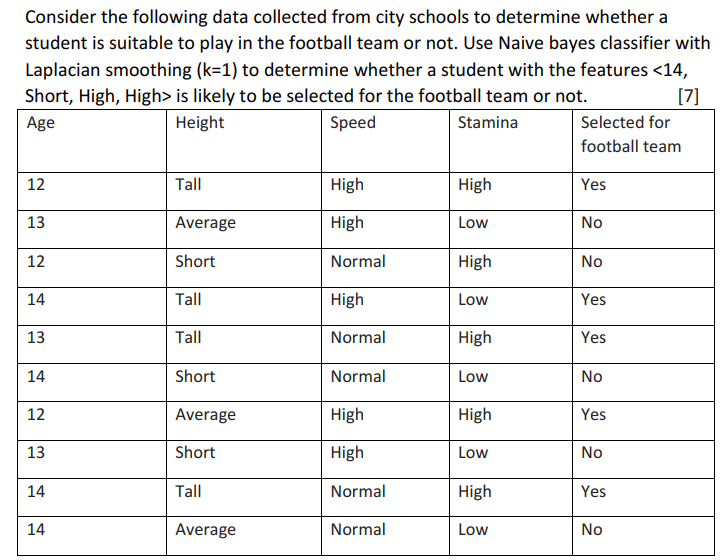 Consider the following data collected from city schools to determine whether a
student is suitable to play in the football team or not. Use Naive bayes classifier with
Laplacian smoothing (k=1) to determine whether a student with the features <14,
Short, High, High> is likely to be selected for the football team or not. [7]
Age Height Speed Stamina Selected for
football team
12 Tall High High Yes
13 Average High Low No
12 Short Normal High No
14 Tall High Low Yes
13 Tall Normal High Yes
14 Short Normal Low No
12 Average High High Yes
13 Short High Low No
14 Tall Normal High Yes
14 Average Normal Low No